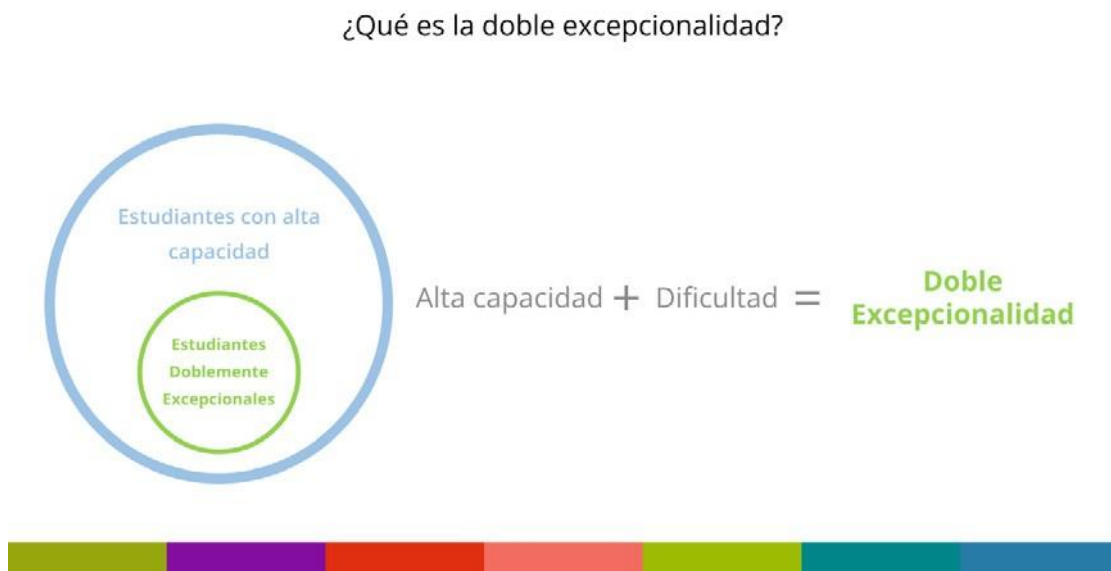 ¿Qué es la doble excepcionalidad?
Estudiantes con alta
capacidad
Estudiantes
Doblemente
Excepcionales
Alta capacidad + Dificultad =
Doble
Excepcionalidad